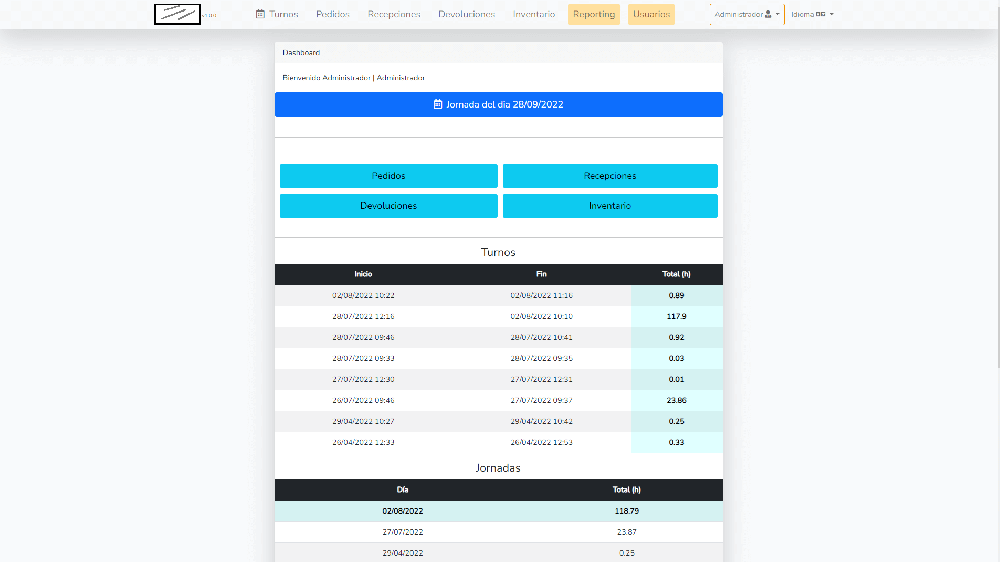 Turnos Pedidos Recepciones Devoluciones Inventario Reporting Usuarios Administrador Idioma
Dashboard
Bienvenido Administrador | Administrador
Jornada del dia 28/09/2022
Pedidos Recepciones
Devoluciones Inventario
Turnos
Inicio Fin Total (h)
02/08/2022 10:22 02/08/2022 11:16 0.89
28/07/2022 12:16 02/08/2022 10:10 117.9
28/07/2022 09:46 28/07/2022 10:41 0.92
28/07/2022 09:33 28/07/2022 09:35 0.03
27/07/2022 12:30 27/07/2022 12:31 0.01
26/07/2022 09:46 27/07/2022 09:37 23.86
29/04/2022 10:27 29/04/2022 10:42 0.25
26/04/2022 12:33 26/04/2022 12:53 0.33
Jornadas
Día Total (h)
02/08/2022 118.79
27/07/2022 23.87
29/04/2022 0.25